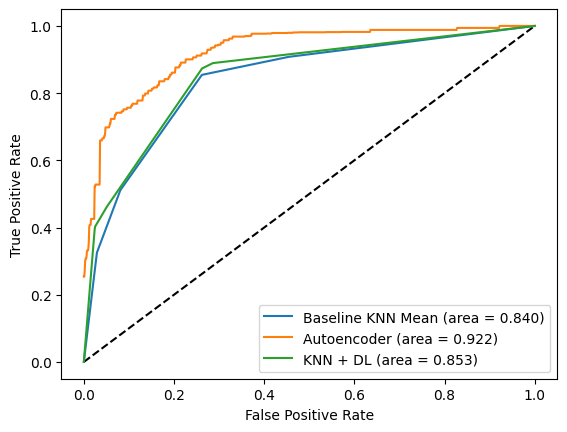 1.0
0.8
0.6
0.4
0.2
0.0
True Positive Rate
Baseline KNN Mean (area = 0.840)
Autoencoder (area = 0.922)
KNN + DL (area = 0.853)
0.0 0.2 0.4 0.6 0.8 1.0
False Positive Rate